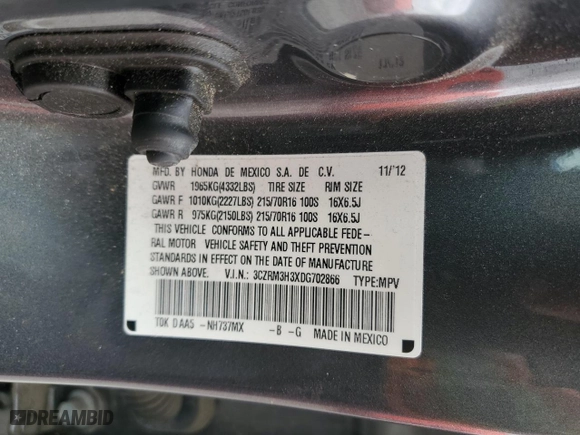 MFD. BY HONDA DE MEXICO S.A. DE C.V. 11/'12
GVWR 1965KG(4332LBS) TIRE SIZE RIM SIZE
GAWR F 1010KG(2227LBS) 215/70R16 100S 16X6.5J
GAWR R 975KG(2150LBS) 215/70R16 100S 16X6.5J
THIS VEHICLE CONFORMS TO ALL APPLICABLE FEDE-
RAL MOTOR VEHICLE SAFETY AND THEFT PREVENTION
STANDARDS IN EFFECT ON THE DATE OF MANUFACTURE
SHOWN ABOVE. V.I.N.: 3CZRM3H3XDG702866 TYPE:MPV
T0K D AA5 -NH737MX -B -G MADE IN MEXICO
DREAMBID